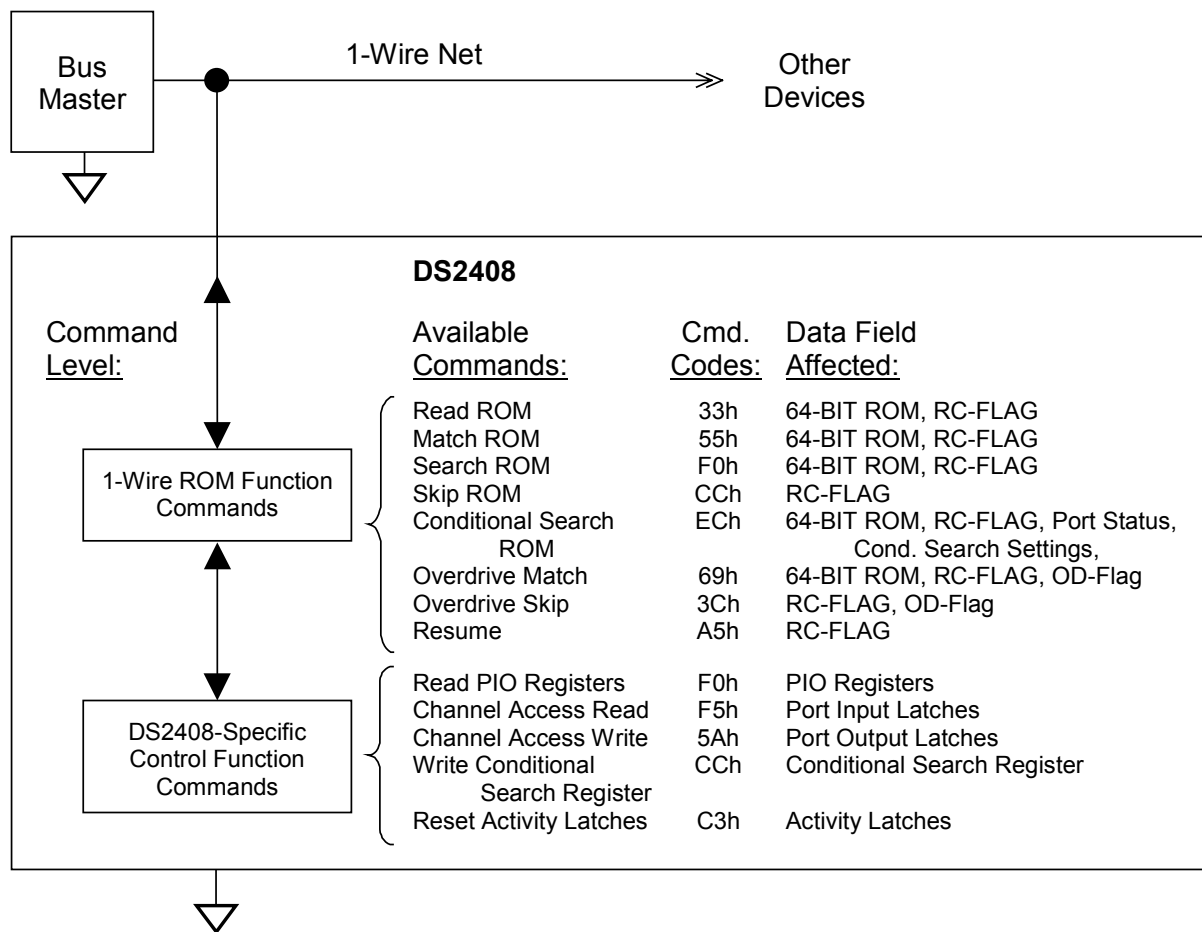 Bus
Master
1-Wire Net
Other
Devices
DS2408
Command
Level:
Available
Commands:
Cmd.
Codes:
Data Field
Affected:
1-Wire ROM Function
Commands
Read ROM 33h 64-BIT ROM, RC-FLAG
Match ROM 55h 64-BIT ROM, RC-FLAG
Search ROM F0h 64-BIT ROM, RC-FLAG
Skip ROM CCh RC-FLAG
Conditional Search ECh 64-BIT ROM, RC-FLAG, Port Status,
ROM Cond. Search Settings,
Overdrive Match 69h 64-BIT ROM, RC-FLAG, OD-Flag
Overdrive Skip 3Ch RC-FLAG, OD-Flag
Resume A5h RC-FLAG
DS2408-Specific
Control Function
Commands
Read PIO Registers F0h PIO Registers
Channel Access Read F5h Port Input Latches
Channel Access Write 5Ah Port Output Latches
Write Conditional CCh Conditional Search Register
Search Register
Reset Activity Latches C3h Activity Latches